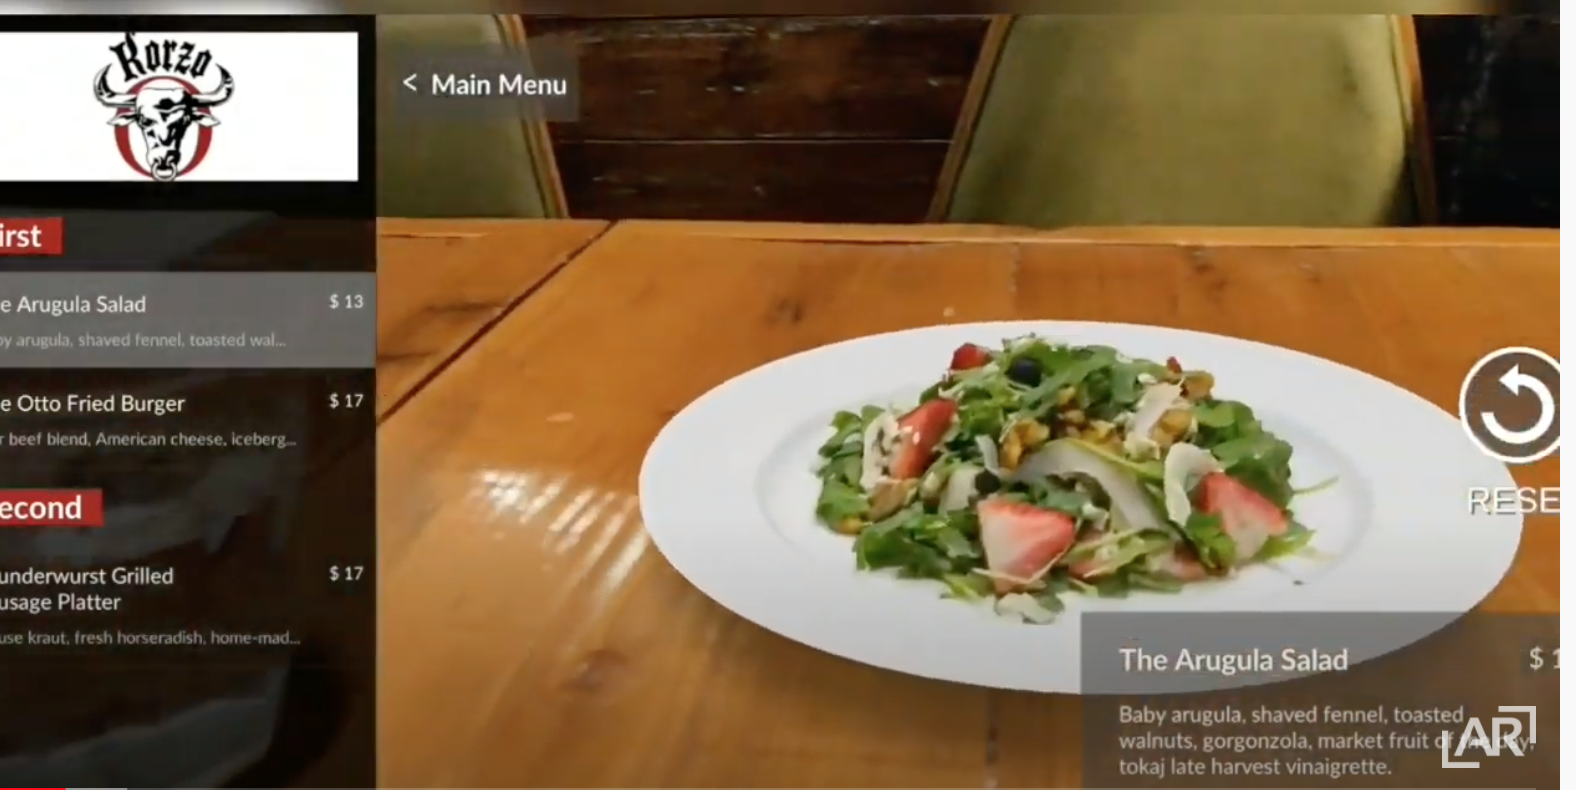 Korzo
< Main Menu
irst
e Arugula Salad
$ 13
by arugula, shaved fennel, toasted wal...
e Otto Fried Burger
$ 17
r beef blend, American cheese, iceberg...
econd
underwurst Grilled
usage Platter
$ 17
use kraut, fresh horseradish, home-mad...
RESE
The Arugula Salad
$ 1
Baby arugula, shaved fennel, toasted
walnuts, gorgonzola, market fruit of the day,
tokaj late harvest vinaigrette.
AR